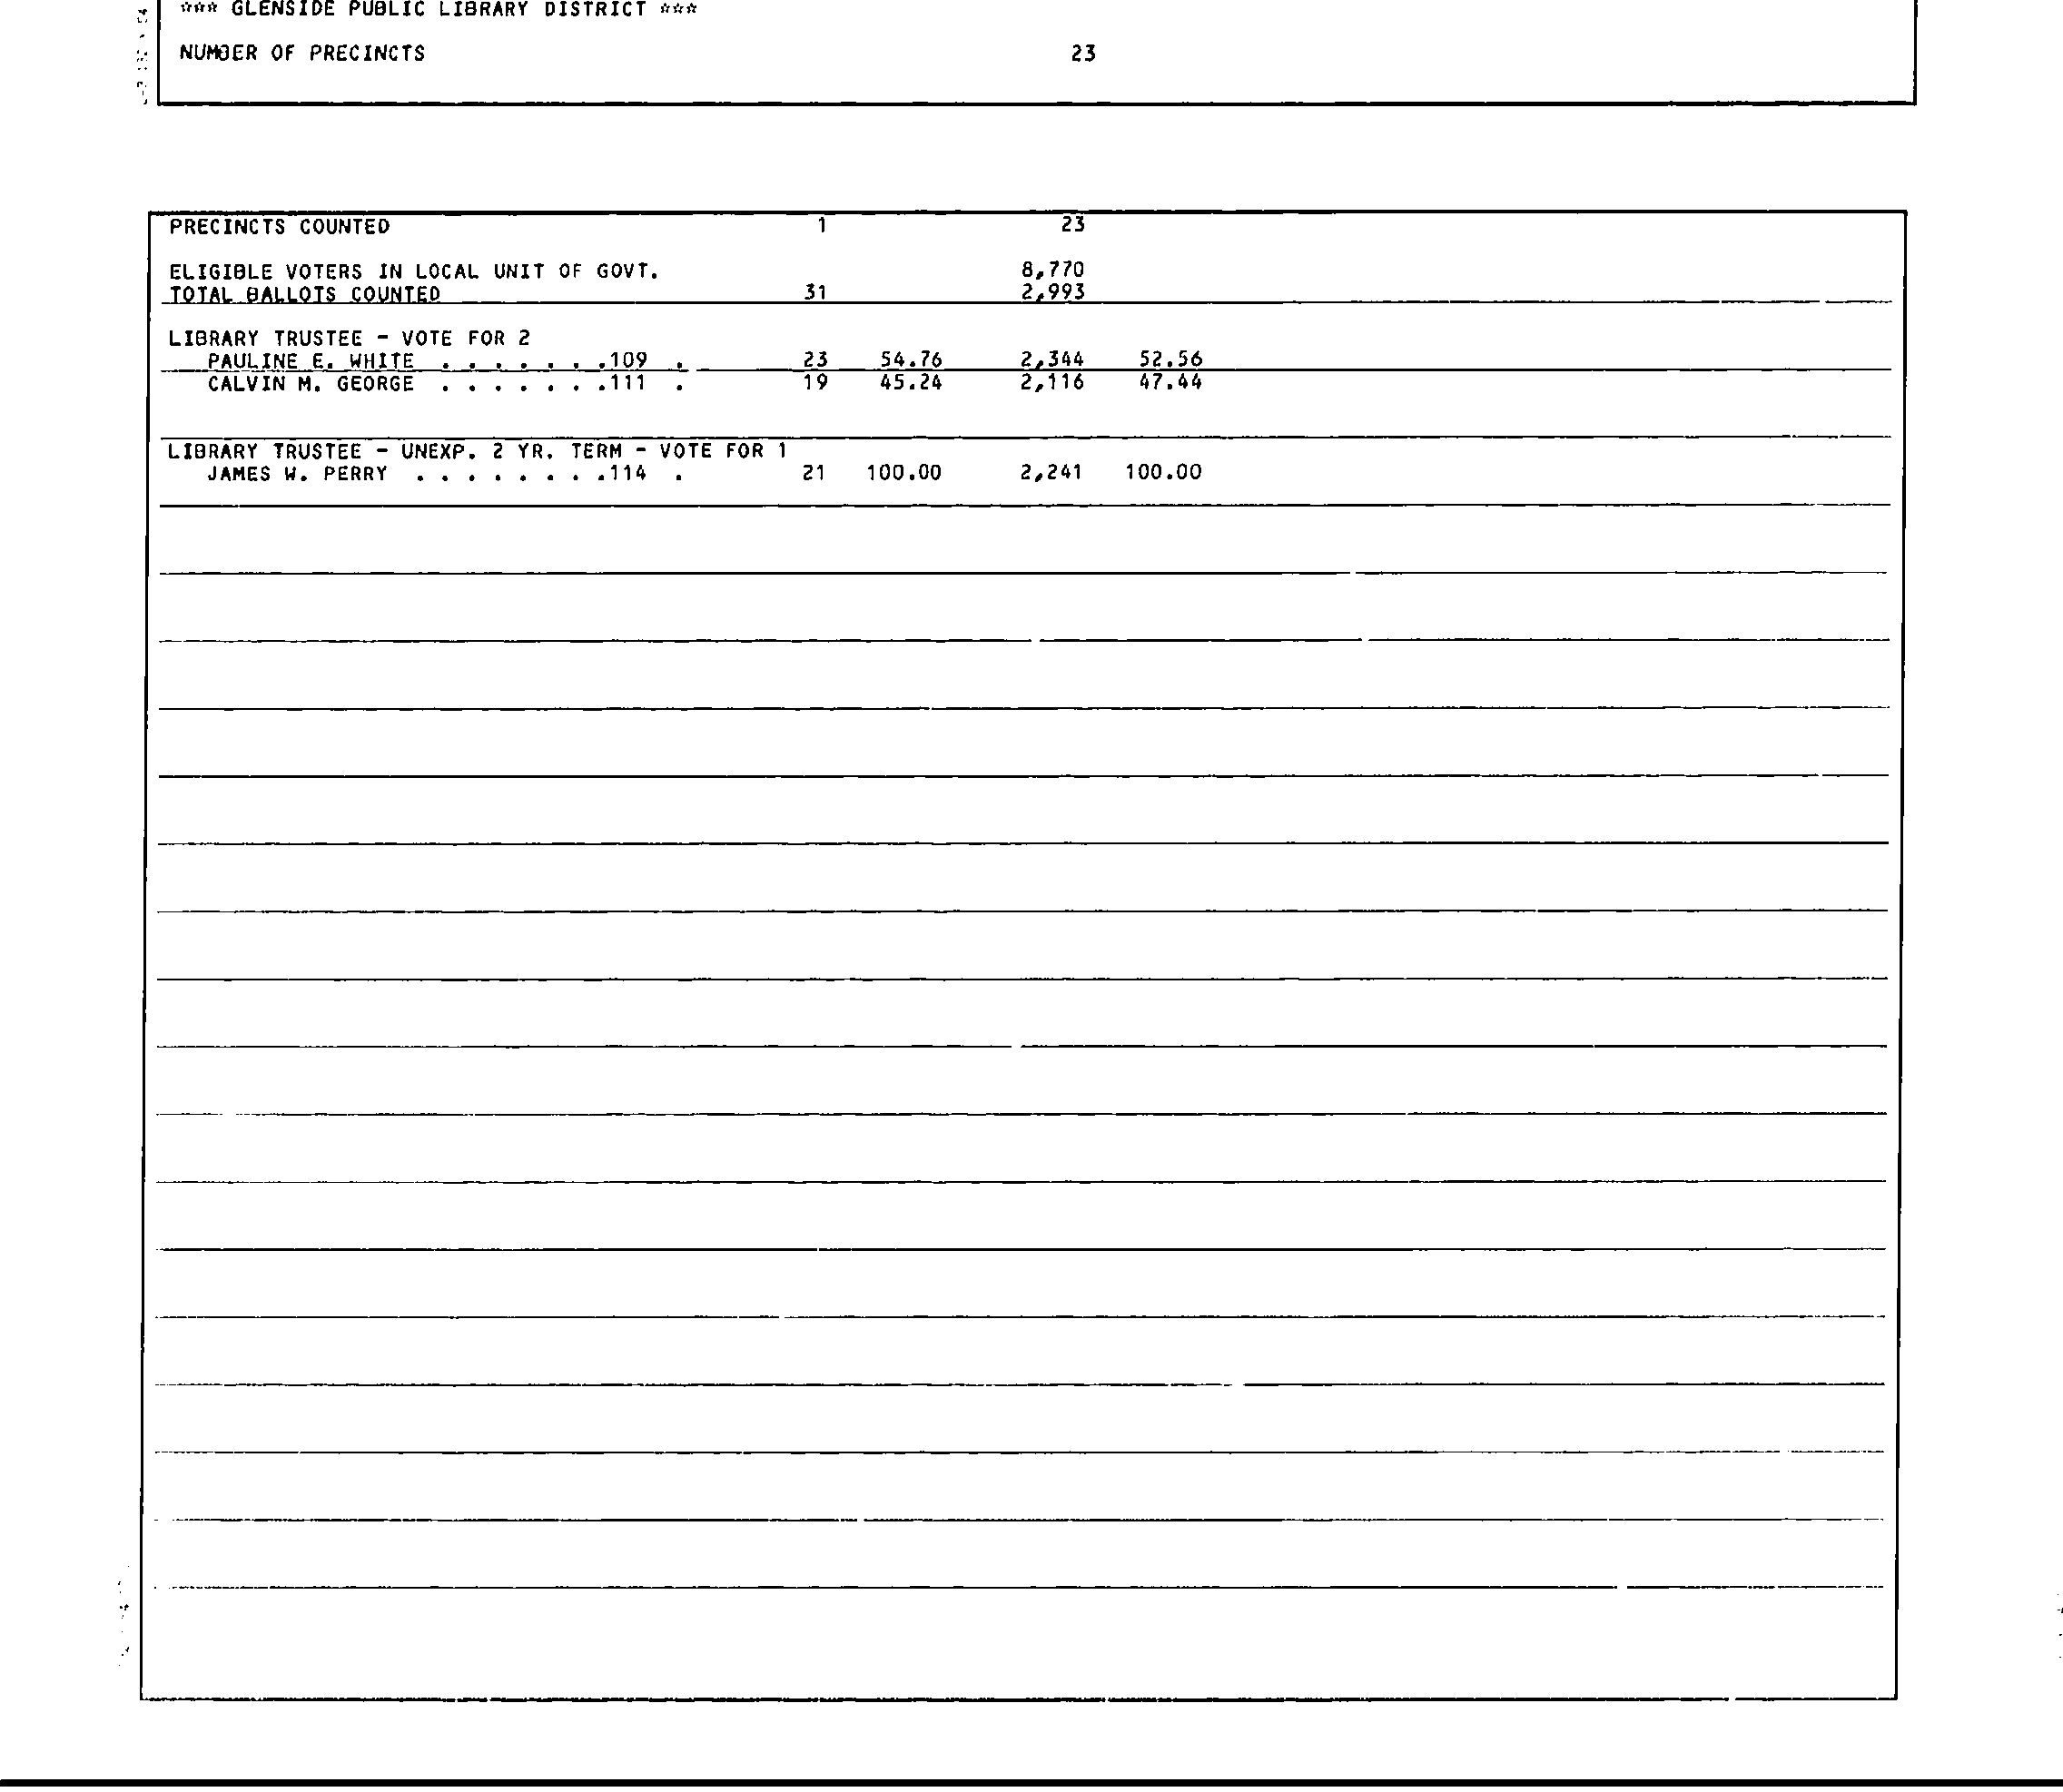 *** GLENSIDE PUBLIC LIBRARY DISTRICT ***
NUMBER OF PRECINCTS 23
PRECINCTS COUNTED 1 23
ELIGIBLE VOTERS IN LOCAL UNIT OF GOVT. 8,770
TOTAL BALLOTS COUNTED 31 2,993
LIBRARY TRUSTEE - VOTE FOR 2
PAULINE E. WHITE . . . . . . .109 . 23 54.76 2,344 52.56
CALVIN M. GEORGE . . . . . . .111 . 19 45.24 2,116 47.44
LIBRARY TRUSTEE - UNEXP. 2 YR. TERM - VOTE FOR 1
JAMES W. PERRY . . . . . . . .114 . 21 100.00 2,241 100.00